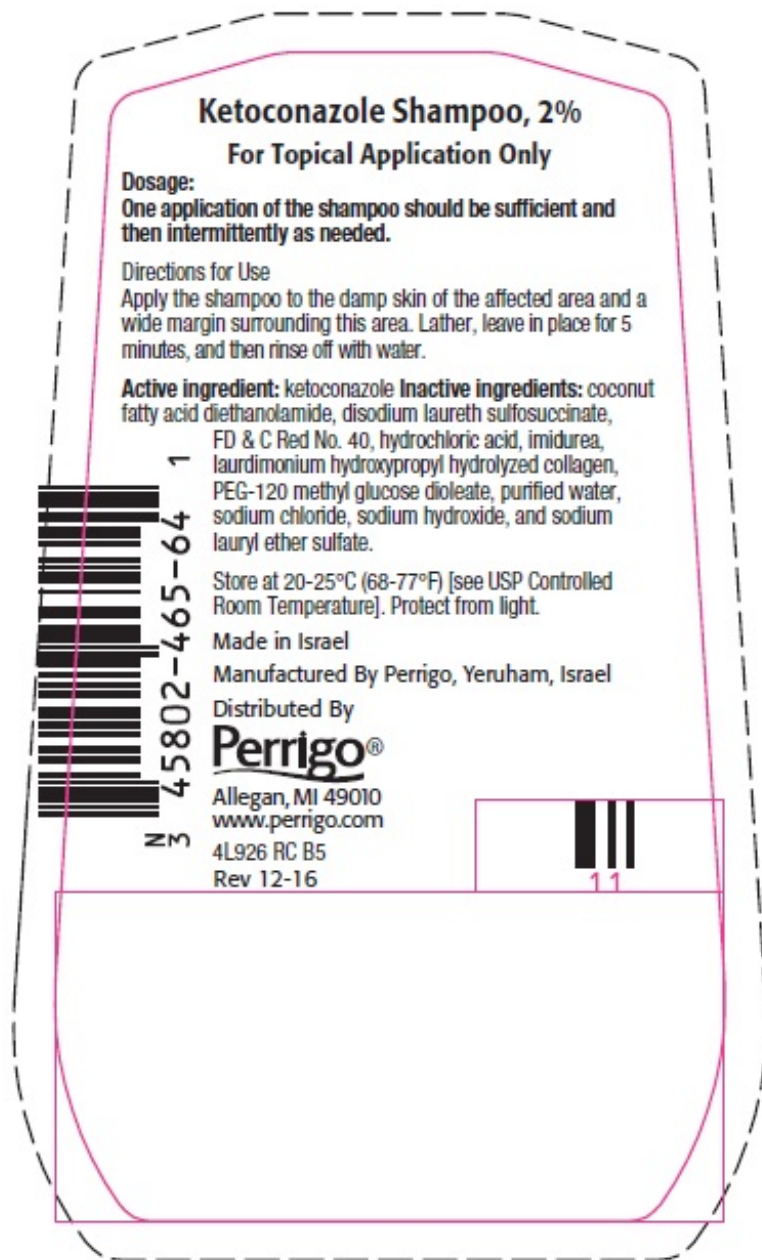 Ketoconazole Shampoo, 2%
For Topical Application Only
Dosage:
One application of the shampoo should be sufficient and
then intermittently as needed.
Directions for Use
Apply the shampoo to the damp skin of the affected area and a
wide margin surrounding this area. Lather, leave in place for 5
minutes, and then rinse off with water.
Active ingredient: ketoconazole Inactive ingredients: coconut
fatty acid diethanolamide, disodium laureth sulfosuccinate,
FD & C Red No. 40, hydrochloric acid, imidurea,
laurdimonium hydroxypropyl hydrolyzed collagen,
PEG-120 methyl glucose dioleate, purified water,
sodium chloride, sodium hydroxide, and sodium
lauryl ether sulfate.
Store at 20-25°C (68-77°F) [see USP Controlled
Room Temperature]. Protect from light.
Made in Israel
Manufactured By Perrigo, Yeruham, Israel
Distributed By
Perrigo®
Allegan, MI 49010
www.perrigo.com
4L926 RC B5
Rev 12-16
N
3 45802-465-64 1
11